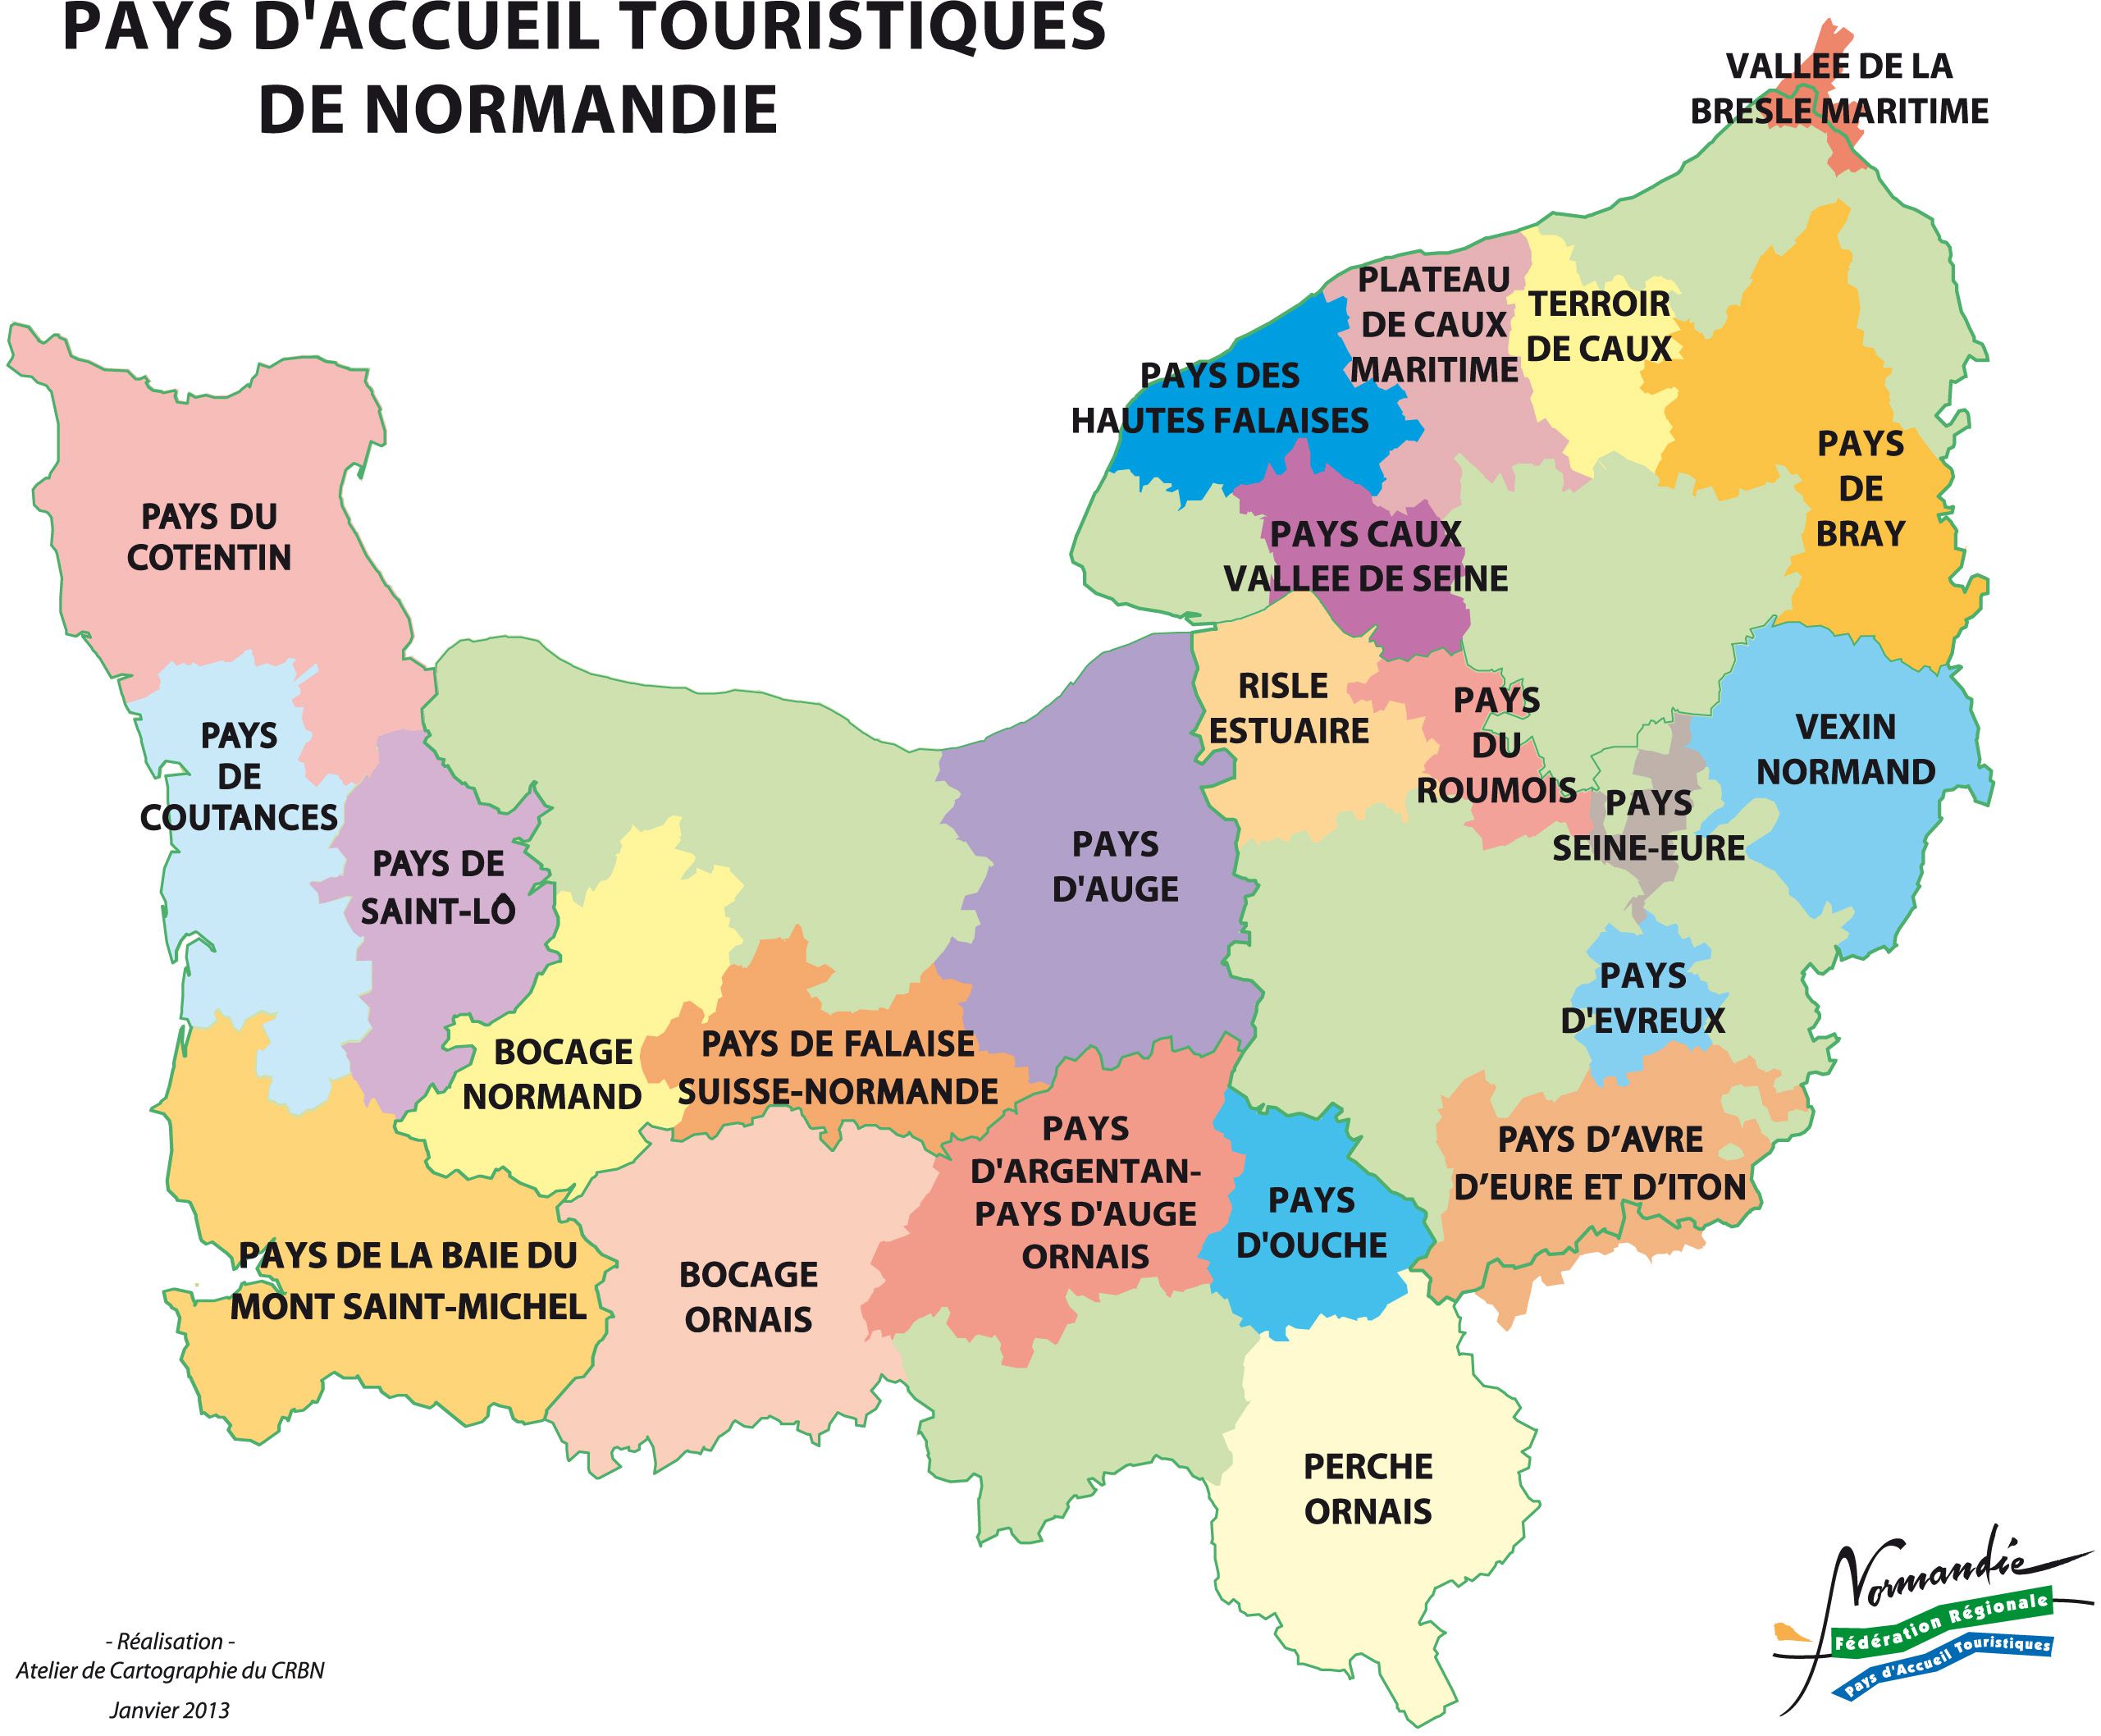 PAYS D'ACCUEIL TOURISTIQUES
DE NORMANDIE
VALLEE DE LA
BRESLE MARITIME
PLATEAU
DE CAUX
MARITIME
TERROIR
DE CAUX
PAYS DES
HAUTES FALAISES
PAYS
DE
BRAY
PAYS CAUX
VALLEE DE SEINE
PAYS DU
COTENTIN
RISLE
ESTUAIRE
PAYS
DU
ROUMOIS
VEXIN
NORMAND
PAYS
DE
COUTANCES
PAYS
SEINE-EURE
PAYS DE
SAINT-LÔ
PAYS
D'AUGE
PAYS
D'EVREUX
BOCAGE
NORMAND
PAYS DE FALAISE
SUISSE-NORMANDE
PAYS
D'ARGENTAN-
PAYS D'AUGE
ORNAIS
PAYS D’AVRE
D’EURE ET D’ITON
PAYS
D'OUCHE
PAYS DE LA BAIE DU
MONT SAINT-MICHEL
BOCAGE
ORNAIS
PERCHE
ORNAIS
- Réalisation -
Atelier de Cartographie du CRBN
Janvier 2013
Normandie
Fédération Régionale
Pays d'Accueil Touristiques